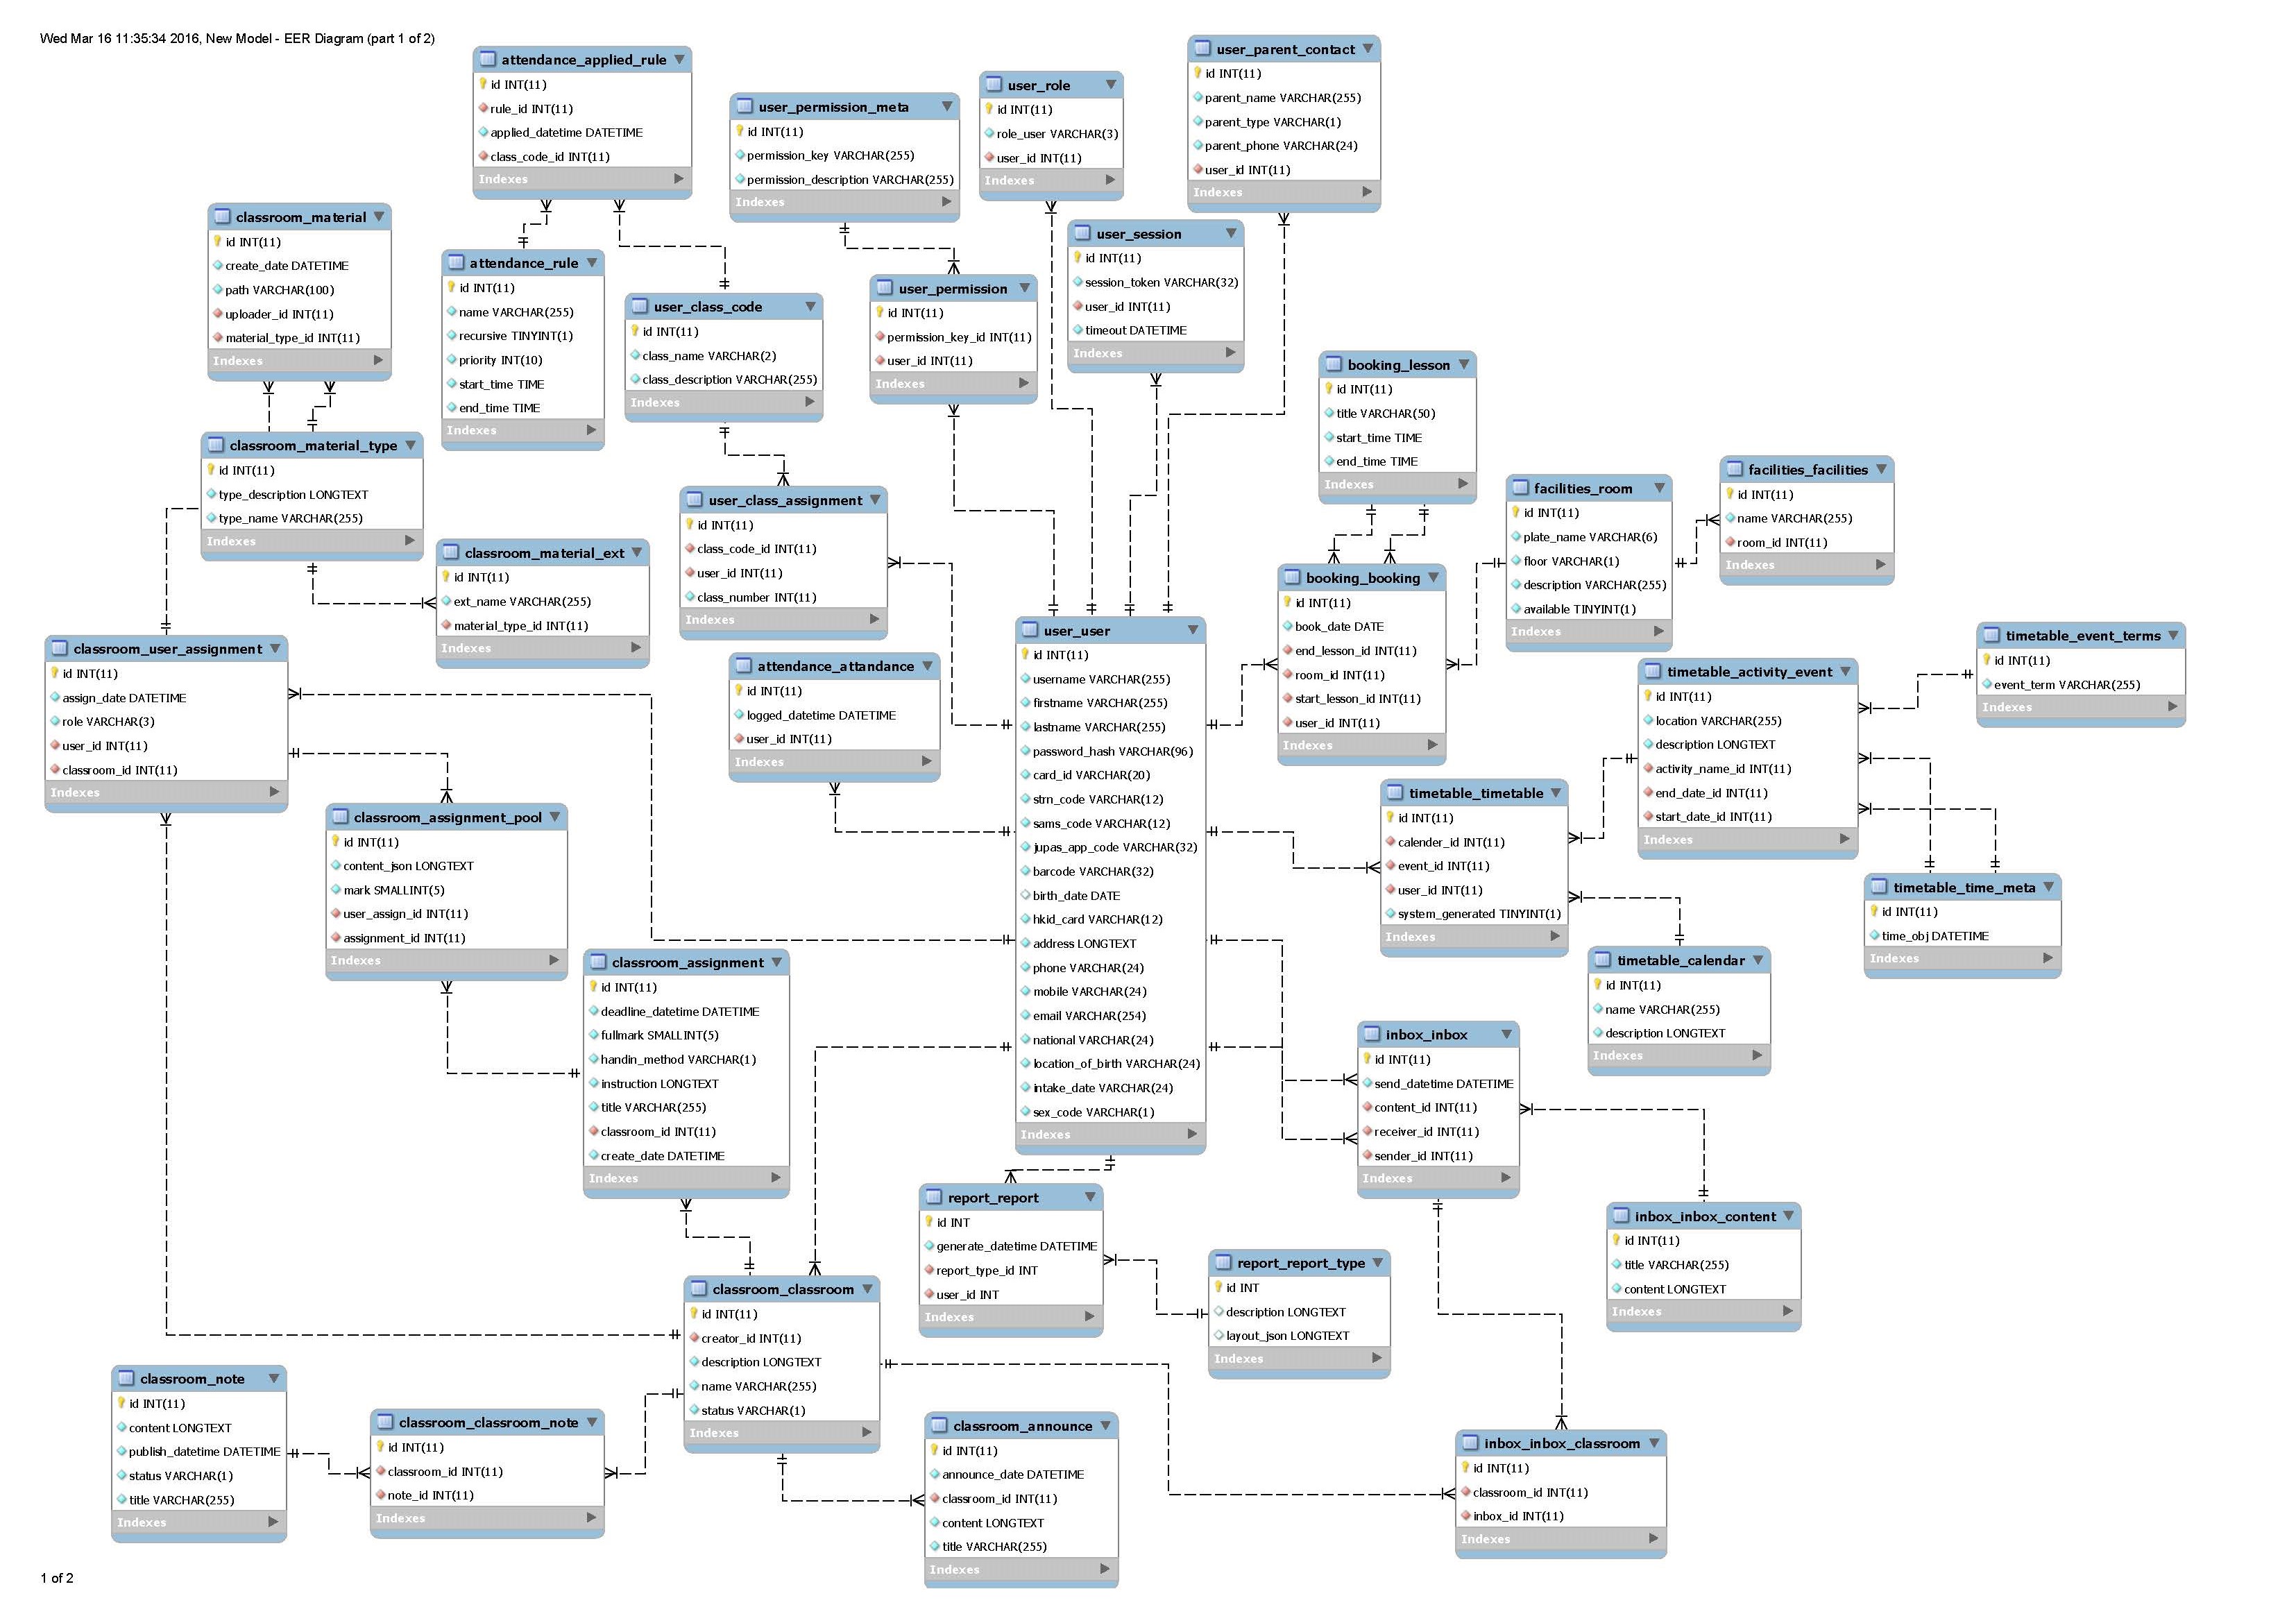 Wed Mar 16 11:35:34 2016, New Model - EER Diagram (part 1 of 2)
attendance_applied_rule
id INT(11)
rule_id INT(11)
applied_datetime DATETIME
class_code_id INT(11)
Indexes
user_permission_meta
id INT(11)
permission_key VARCHAR(255)
permission_description VARCHAR(255)
Indexes
user_role
id INT(11)
role_user VARCHAR(3)
user_id INT(11)
Indexes
user_parent_contact
id INT(11)
parent_name VARCHAR(255)
parent_type VARCHAR(1)
parent_phone VARCHAR(24)
user_id INT(11)
Indexes
classroom_material
id INT(11)
create_date DATETIME
path VARCHAR(100)
uploader_id INT(11)
material_type_id INT(11)
Indexes
attendance_rule
id INT(11)
name VARCHAR(255)
recursive TINYINT(1)
priority INT(10)
start_time TIME
end_time TIME
Indexes
user_class_code
id INT(11)
class_name VARCHAR(2)
class_description VARCHAR(255)
Indexes
user_permission
id INT(11)
permission_key_id INT(11)
user_id INT(11)
Indexes
user_session
id INT(11)
session_token VARCHAR(32)
user_id INT(11)
timeout DATETIME
Indexes
booking_lesson
id INT(11)
title VARCHAR(50)
start_time TIME
end_time TIME
Indexes
classroom_material_type
id INT(11)
type_description LONGTEXT
type_name VARCHAR(255)
Indexes
classroom_material_ext
id INT(11)
ext_name VARCHAR(255)
material_type_id INT(11)
Indexes
user_class_assignment
id INT(11)
class_code_id INT(11)
user_id INT(11)
class_number INT(11)
Indexes
facilities_room
id INT(11)
plate_name VARCHAR(6)
floor VARCHAR(1)
description VARCHAR(255)
available TINYINT(1)
Indexes
facilities_facilities
id INT(11)
name VARCHAR(255)
room_id INT(11)
Indexes
booking_booking
id INT(11)
book_date DATE
end_lesson_id INT(11)
room_id INT(11)
start_lesson_id INT(11)
user_id INT(11)
Indexes
classroom_user_assignment
id INT(11)
assign_date DATETIME
role VARCHAR(3)
user_id INT(11)
classroom_id INT(11)
Indexes
attendance_attandance
id INT(11)
logged_datetime DATETIME
user_id INT(11)
Indexes
user_user
id INT(11)
username VARCHAR(255)
firstname VARCHAR(255)
lastname VARCHAR(255)
password_hash VARCHAR(96)
card_id VARCHAR(20)
strn_code VARCHAR(12)
sams_code VARCHAR(12)
jupas_app_code VARCHAR(32)
barcode VARCHAR(32)
birth_date DATE
hkid_card VARCHAR(12)
address LONGTEXT
phone VARCHAR(24)
mobile VARCHAR(24)
email VARCHAR(254)
national VARCHAR(24)
location_of_birth VARCHAR(24)
intake_date VARCHAR(24)
sex_code VARCHAR(1)
Indexes
timetable_event_terms
id INT(11)
event_term VARCHAR(255)
Indexes
timetable_activity_event
id INT(11)
location VARCHAR(255)
description LONGTEXT
activity_name_id INT(11)
end_date_id INT(11)
start_date_id INT(11)
Indexes
timetable_timetable
id INT(11)
calender_id INT(11)
event_id INT(11)
user_id INT(11)
system_generated TINYINT(1)
Indexes
timetable_time_meta
id INT(11)
time_obj DATETIME
Indexes
timetable_calendar
id INT(11)
name VARCHAR(255)
description LONGTEXT
Indexes
classroom_assignment_pool
id INT(11)
content_json LONGTEXT
mark SMALLINT(5)
user_assign_id INT(11)
assignment_id INT(11)
Indexes
classroom_assignment
id INT(11)
deadline_datetime DATETIME
fullmark SMALLINT(5)
handin_method VARCHAR(1)
instruction LONGTEXT
title VARCHAR(255)
classroom_id INT(11)
create_date DATETIME
Indexes
inbox_inbox
id INT(11)
send_datetime DATETIME
content_id INT(11)
receiver_id INT(11)
sender_id INT(11)
Indexes
report_report
id INT
generate_datetime DATETIME
report_type_id INT
user_id INT
Indexes
report_report_type
id INT
description LONGTEXT
layout_json LONGTEXT
Indexes
inbox_inbox_content
id INT(11)
title VARCHAR(255)
content LONGTEXT
Indexes
classroom_classroom
id INT(11)
creator_id INT(11)
description LONGTEXT
name VARCHAR(255)
status VARCHAR(1)
Indexes
classroom_note
id INT(11)
content LONGTEXT
publish_datetime DATETIME
status VARCHAR(1)
title VARCHAR(255)
Indexes
classroom_classroom_note
id INT(11)
classroom_id INT(11)
note_id INT(11)
Indexes
classroom_announce
id INT(11)
announce_date DATETIME
classroom_id INT(11)
content LONGTEXT
title VARCHAR(255)
Indexes
inbox_inbox_classroom
id INT(11)
classroom_id INT(11)
inbox_id INT(11)
Indexes
1 of 2